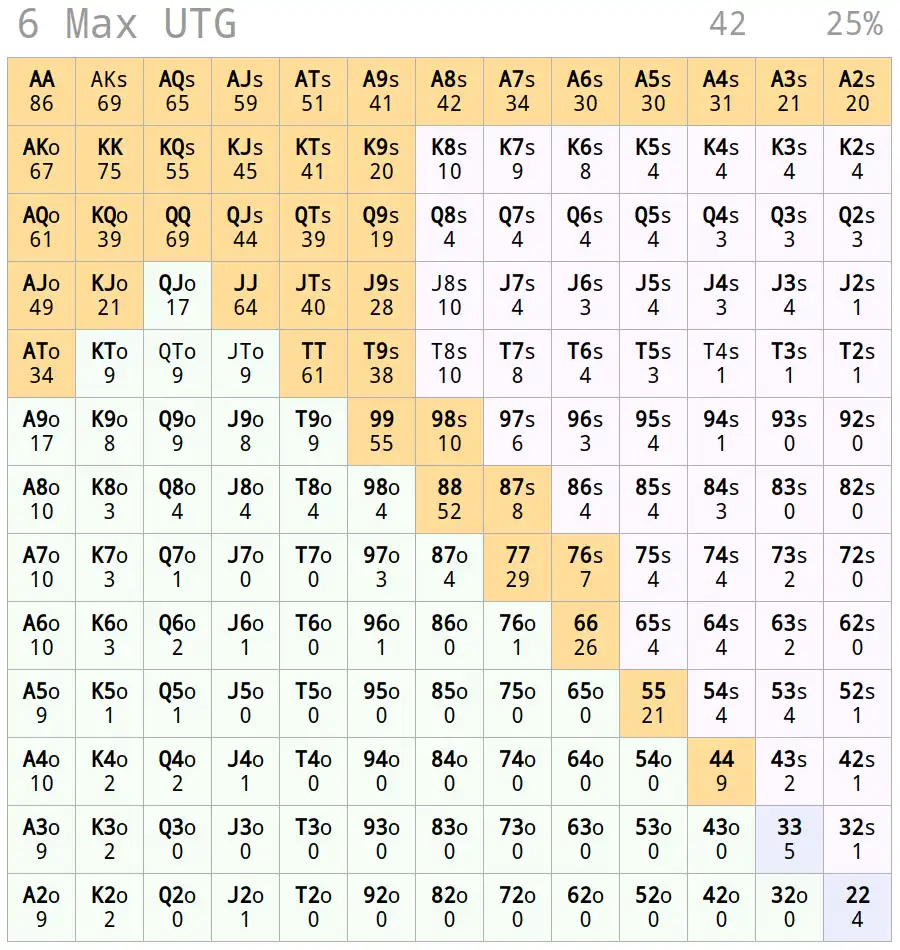 6 Max UTG 42 25%
AA AKs AQs AJs ATs A9s A8s A7s A6s A5s A4s A3s A2s
86 69 65 59 51 41 42 34 30 30 31 21 20
AKo KK KQs KJs KTs K9s K8s K7s K6s K5s K4s K3s K2s
67 75 55 45 41 20 10 9 8 4 4 4 4
AQo KQo QQ QJs QTs Q9s Q8s Q7s Q6s Q5s Q4s Q3s Q2s
61 39 69 44 39 19 4 4 4 4 3 3 3
AJo KJo QJo JJ JTs J9s J8s J7s J6s J5s J4s J3s J2s
49 21 17 64 40 28 10 4 3 4 3 4 1
ATo KTo QTo JTo TT T9s T8s T7s T6s T5s T4s T3s T2s
34 9 9 9 61 38 10 8 4 3 1 1 1
A9o K9o Q9o J9o T9o 99 98s 97s 96s 95s 94s 93s 92s
17 8 9 8 9 55 10 6 3 4 1 0 0
A8o K8o Q8o J8o T8o 98o 88 87s 86s 85s 84s 83s 82s
10 3 4 4 4 4 52 8 4 4 3 0 0
A7o K7o Q7o J7o T7o 97o 87o 77 76s 75s 74s 73s 72s
10 3 1 0 0 3 4 29 7 4 4 2 0
A6o K6o Q6o J6o T6o 96o 86o 76o 66 65s 64s 63s 62s
10 3 2 1 0 1 0 1 26 4 4 2 0
A5o K5o Q5o J5o T5o 95o 85o 75o 65o 55 54s 53s 52s
9 1 1 0 0 0 0 0 0 21 4 4 1
A4o K4o Q4o J4o T4o 94o 84o 74o 64o 54o 44 43s 42s
10 2 2 1 0 0 0 0 0 0 9 2 1
A3o K3o Q3o J3o T3o 93o 83o 73o 63o 53o 43o 33 32s
9 2 0 0 0 0 0 0 0 0 0 5 1
A2o K2o Q2o J2o T2o 92o 82o 72o 62o 52o 42o 32o 22
9 2 0 1 0 0 0 0 0 0 0 0 4